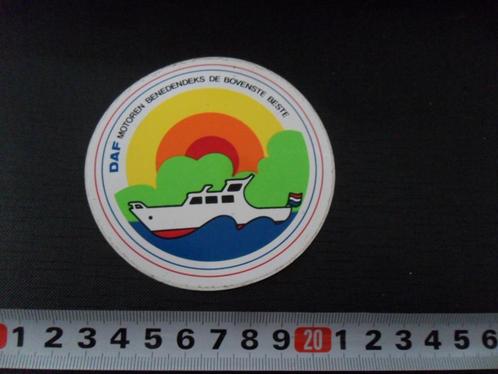 DAF MOTOREN BENEDENDEKS DE BOVENSTE BESTE
1 2 3 4 5 6 7 8 9 20 1 2 3 4 5 6